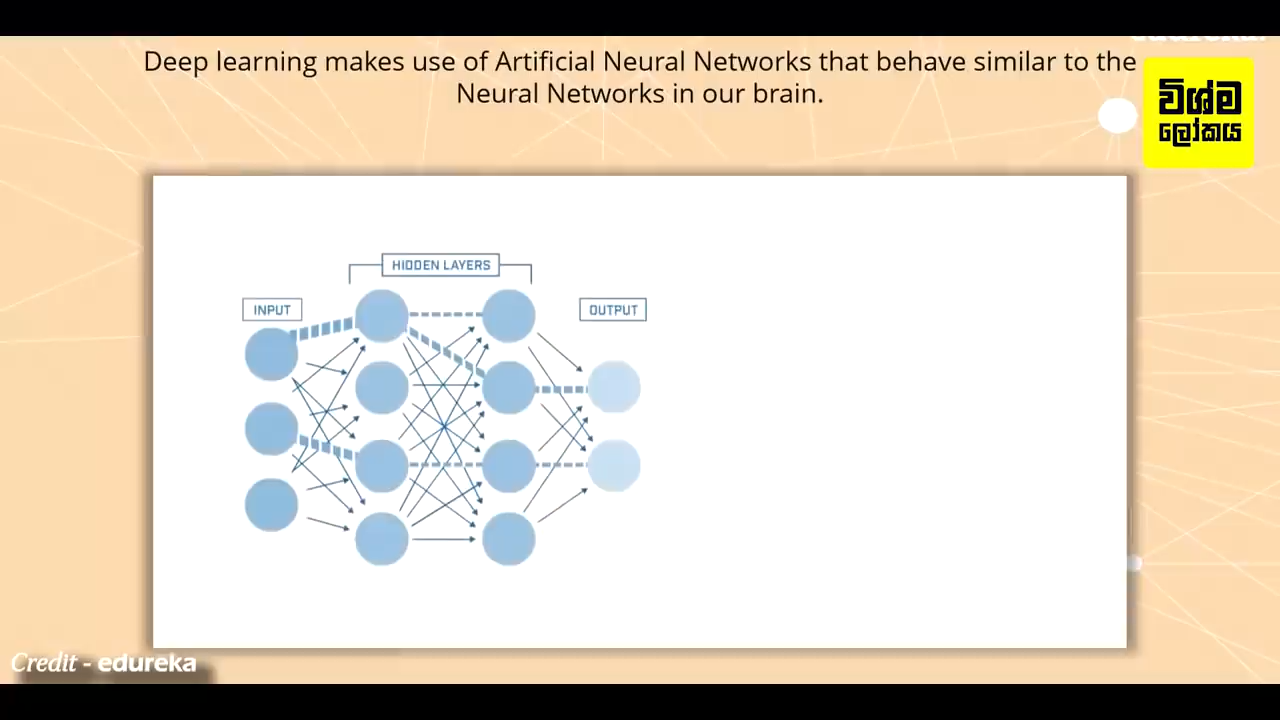 Deep learning makes use of Artificial Neural Networks that behave similar to the
Neural Networks in our brain.
විශ්ම
ලෝකය
HIDDEN LAYERS
INPUT
OUTPUT
Credit - edureka